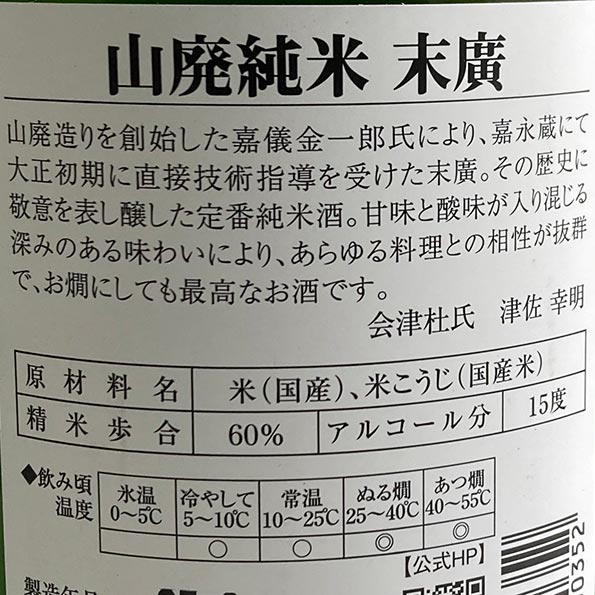 山廃純米 末廣
山廃造りを創始した嘉儀金一郎氏により、嘉永蔵にて
大正初期に直接技術指導を受けた末廣。その歴史に
敬意を表し醸した定番純米酒。甘味と酸味が入り混じる
深みのある味わいにより、あらゆる料理との相性が抜群
で、お燗にしても最高なお酒です。
会津杜氏 津佐 幸明
原材料名 米(国産)、米こうじ(国産米)
精米歩合 60% アルコール分 15度
◆飲み頃温度
氷温 0~5℃
冷やして 5~10℃ ○
常温 10~25℃ ○
ぬる燗 25~40℃ ◎
あつ燗 40~55℃ ◎
【公式HP】
製造年月
0352